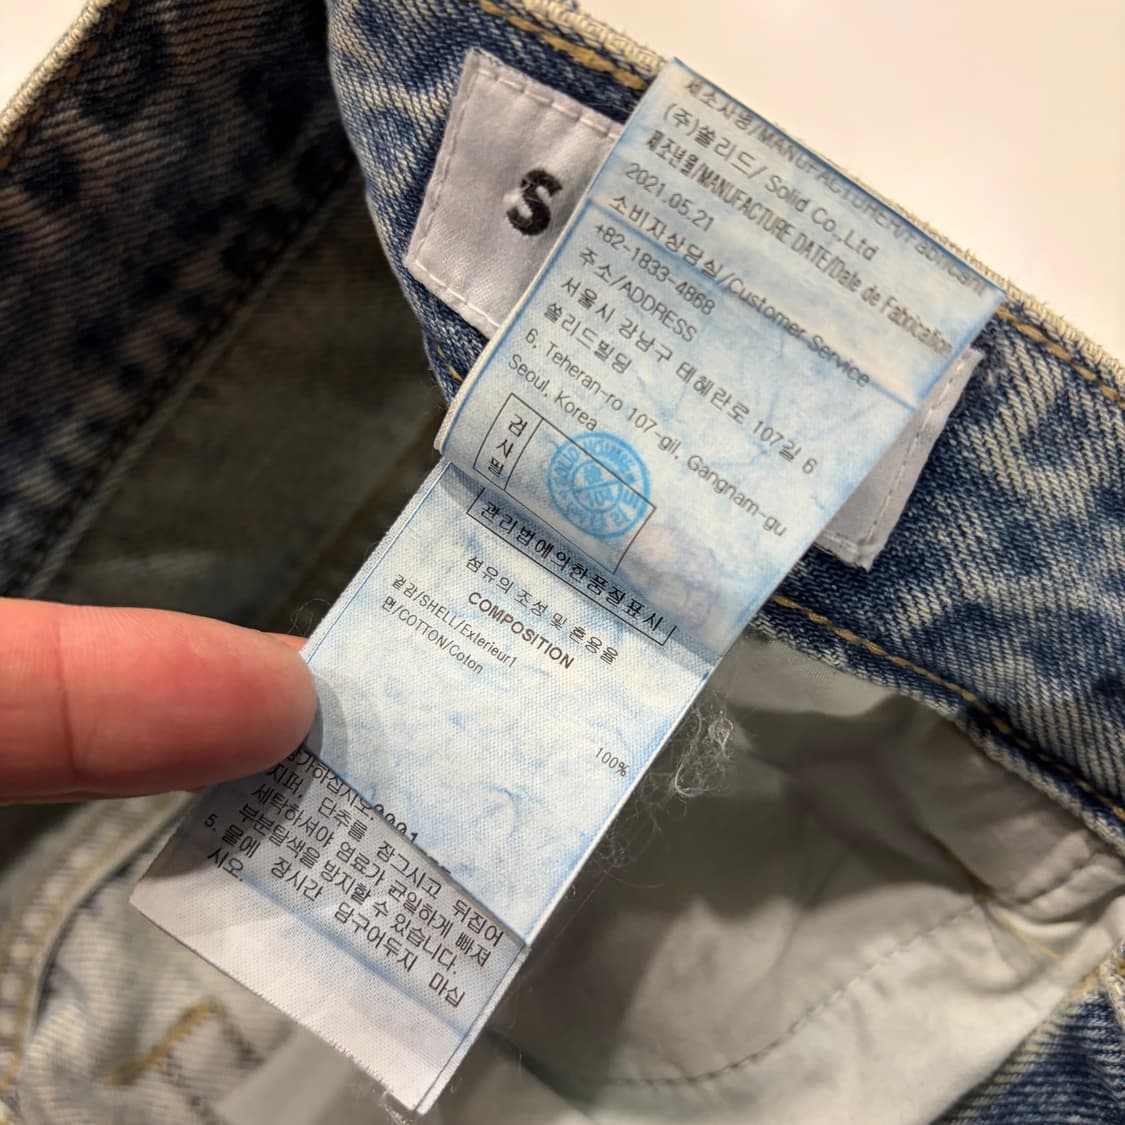 S
제조사명/MANUFACTURER/Fabricant
(주)쏠리드/ Solid Co.,Ltd
제조년월/MANUFACTURE DATE/Date de Fabrication
2021.05.21
소비자상담실/Customer Service
+82-1833-4868
주소/ADDRESS
서울시 강남구 테헤란로 107길 6
쏠리드빌딩
6, Teheran-ro 107-gil, Gangnam-gu
Seoul, Korea
검사필
관리법에의한품질표시
섬유의 조성 및 혼용율
COMPOSITION
겉감/SHELL/Exterieur1
면/COTTON/Coton
100%
지퍼, 단추를 잠그시고 뒤집어
세탁하셔야 염료가 균일하게 빠져
부분탈색을 방지할 수 있습니다.
5. 물에 장시간 담구어두지 마십
시오.